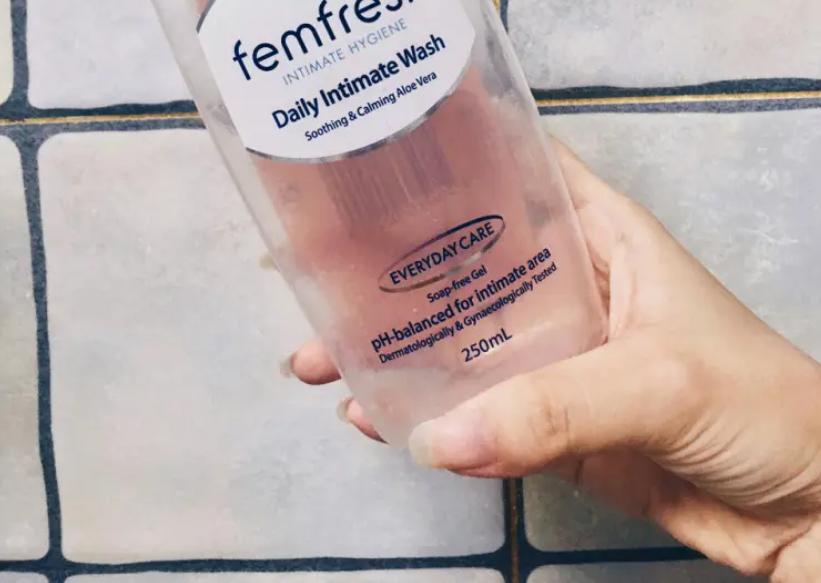 femfresh
INTIMATE HYGIENE
Daily Intimate Wash
Soothing & Calming Aloe Vera
EVERYDAY CARE
Soap-free Gel
pH-balanced for intimate area
Dermatologically & Gynaecologically Tested
250mL